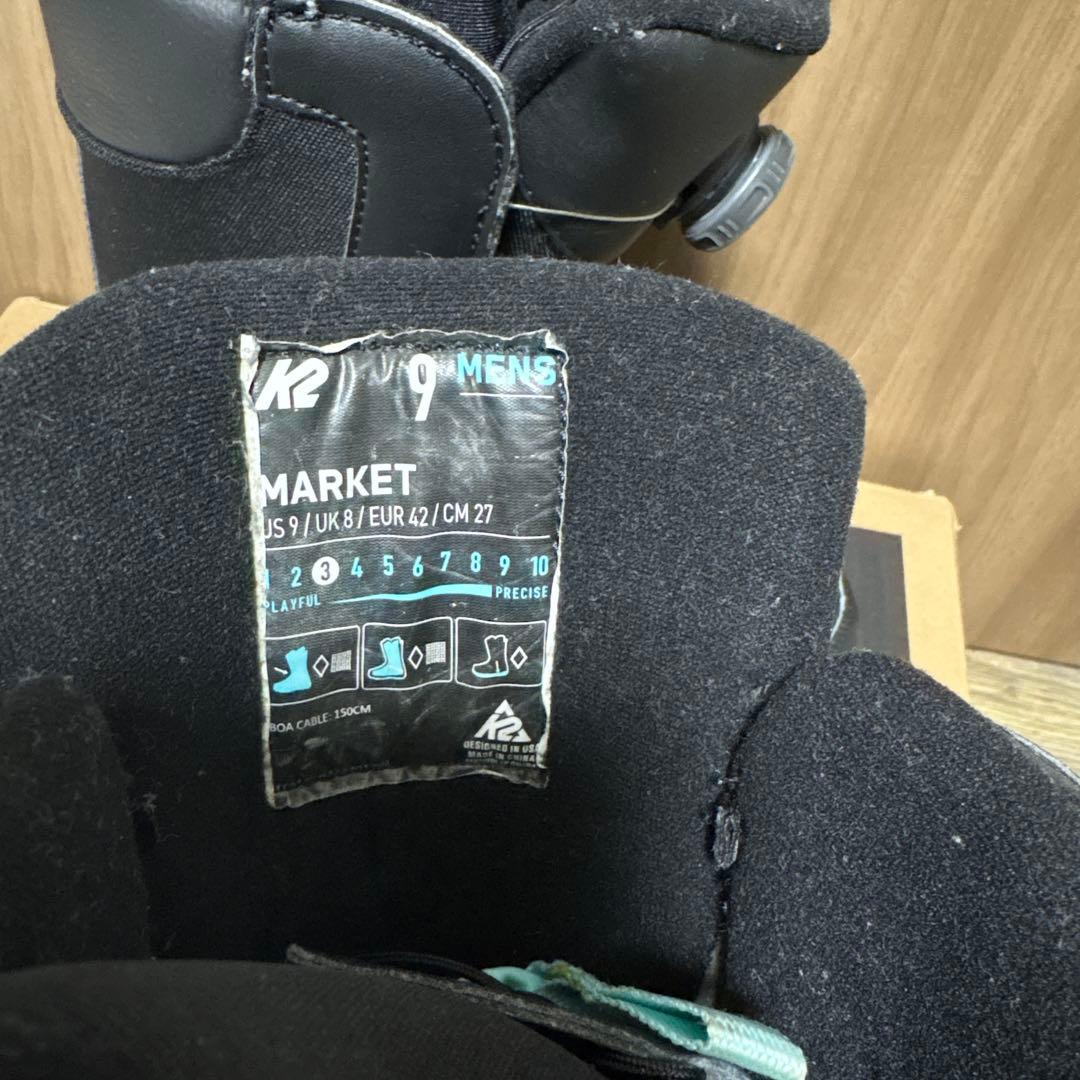 K2 9 MENS
MARKET
US 9 / UK 8 / EUR 42 / CM 27
1 2 3 4 5 6 7 8 9 10
PLAYFUL PRECISE
BOA CABLE: 150CM
K2
DESIGNED IN USA
MADE IN CHINA